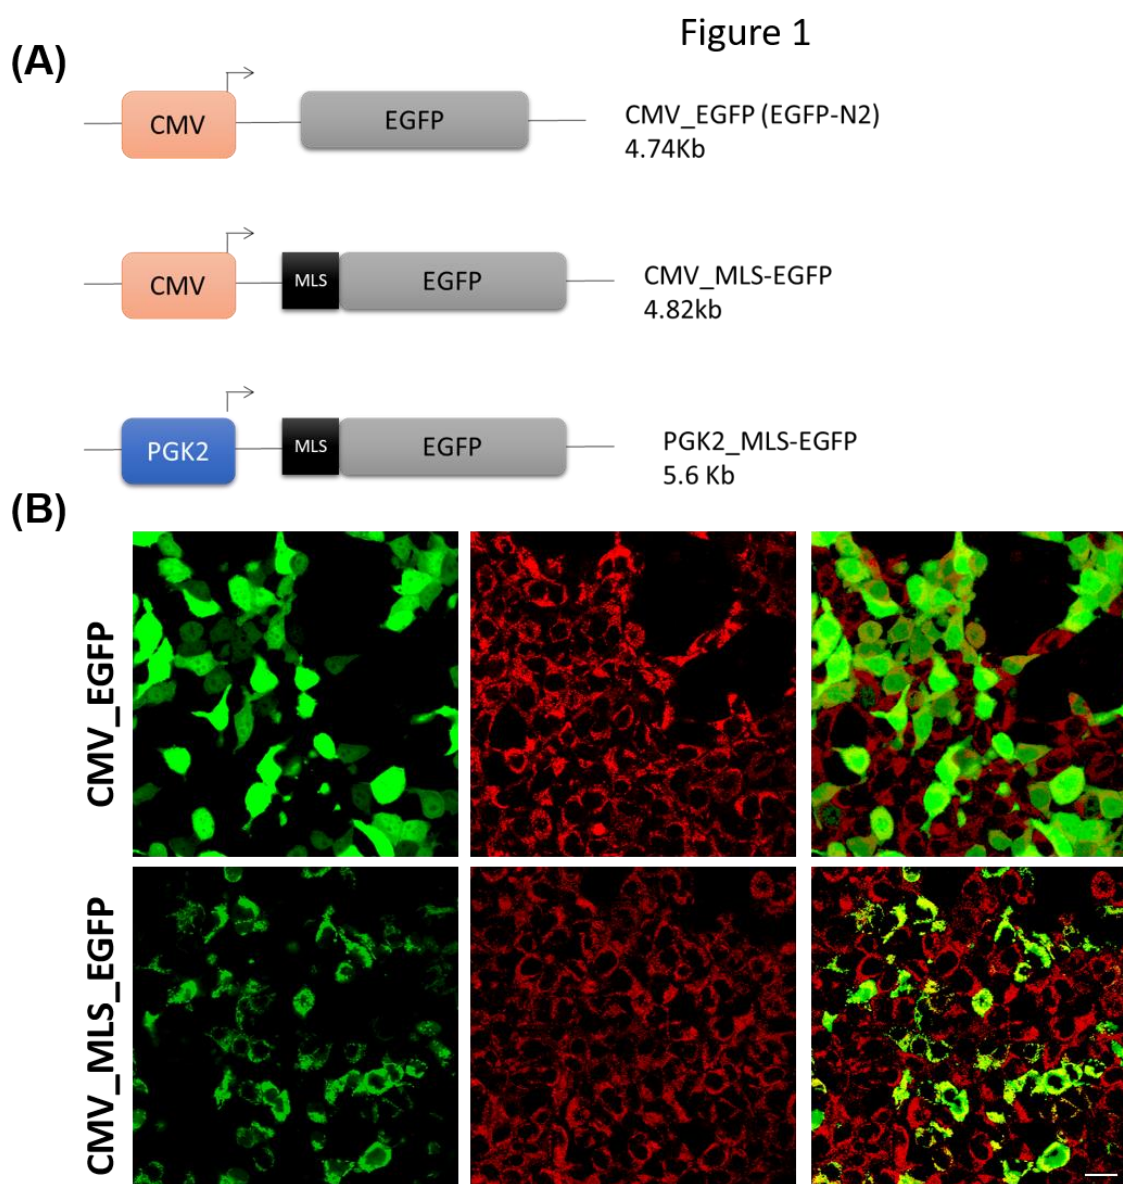 Figure 1
(A)
CMV
EGFP
CMV_EGFP (EGFP-N2)
4.74Kb
CMV
MLS
EGFP
CMV_MLS-EGFP
4.82kb
PGK2
MLS
EGFP
PGK2_MLS-EGFP
5.6 Kb
(B)
CMV_EGFP
CMV_MLS_EGFP